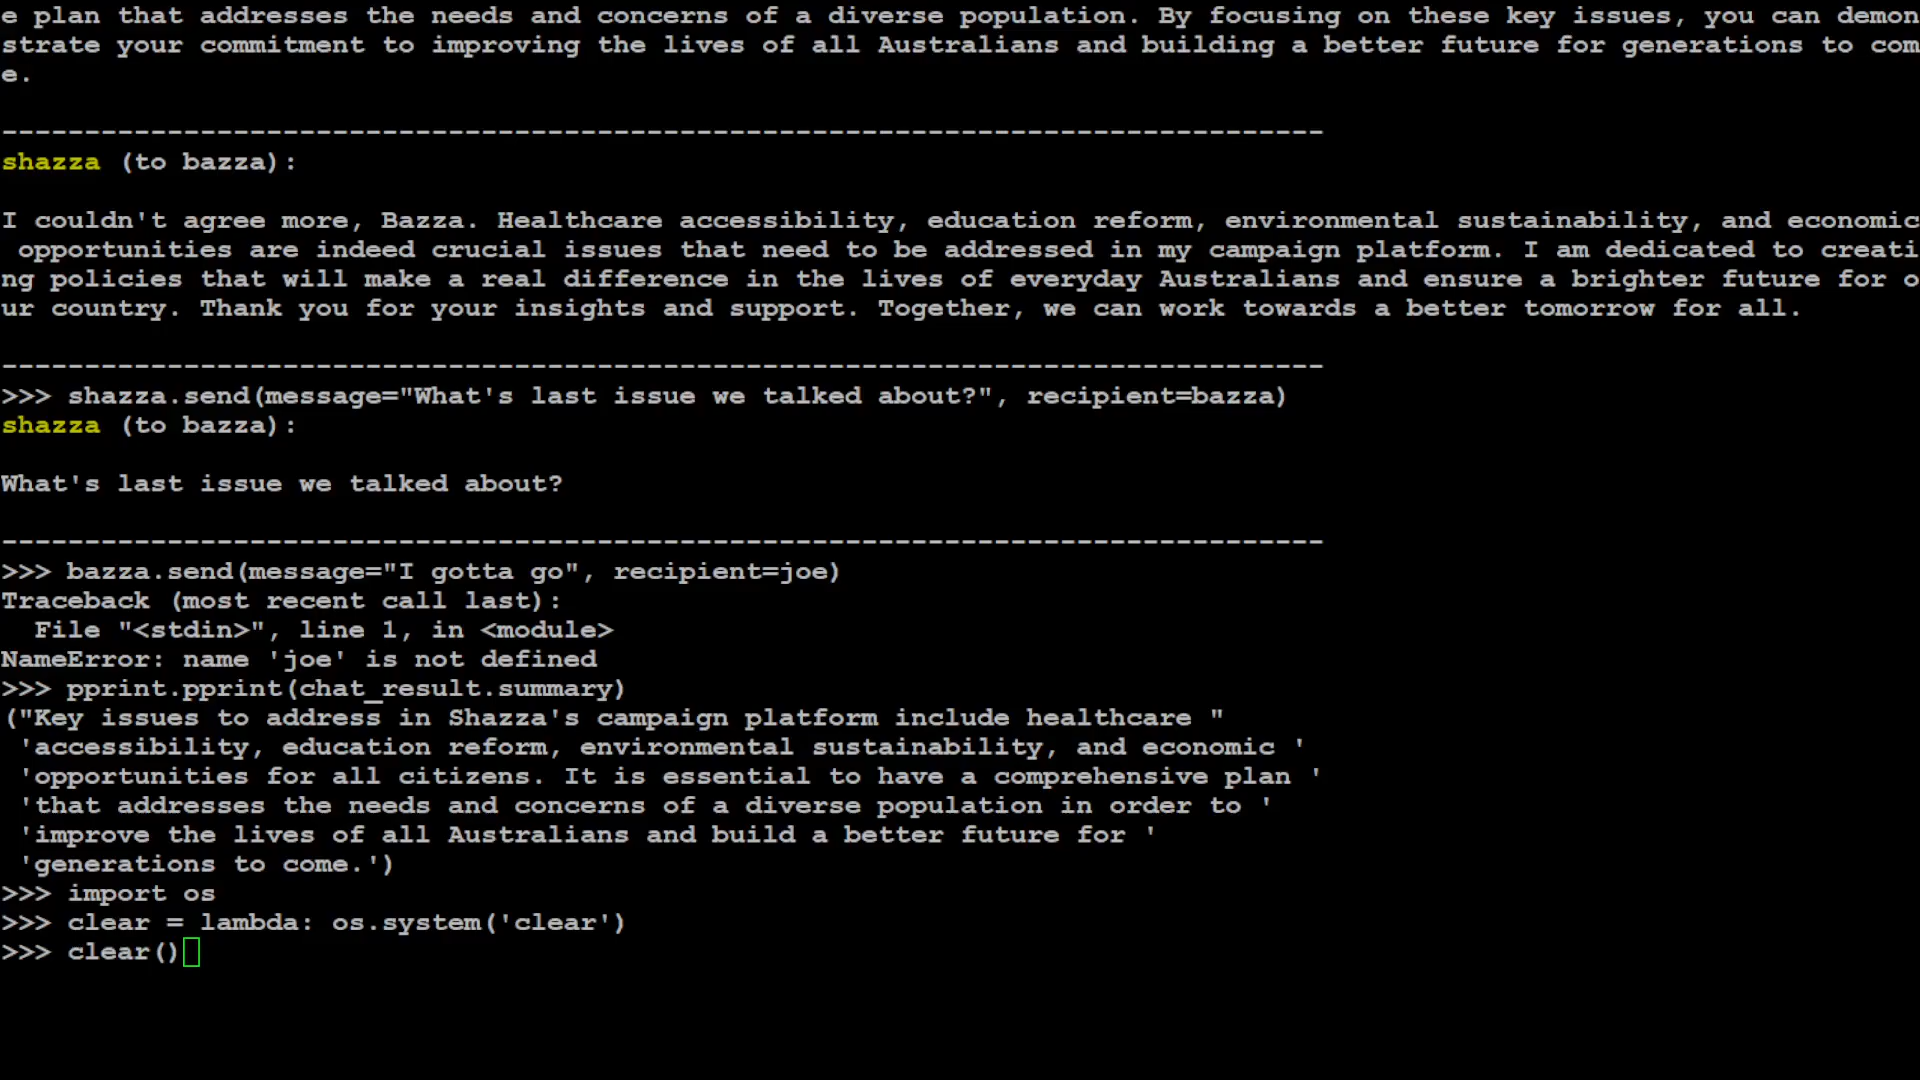 e plan that addresses the needs and concerns of a diverse population. By focusing on these key issues, you can demon
strate your commitment to improving the lives of all Australians and building a better future for generations to com
e.
--------------------------------------------------------------------------------
shazza (to bazza):
I couldn't agree more, Bazza. Healthcare accessibility, education reform, environmental sustainability, and economic
 opportunities are indeed crucial issues that need to be addressed in my campaign platform. I am dedicated to creati
ng policies that will make a real difference in the lives of everyday Australians and ensure a brighter future for o
ur country. Thank you for your insights and support. Together, we can work towards a better tomorrow for all.
--------------------------------------------------------------------------------
>>> shazza.send(message="What's last issue we talked about?", recipient=bazza)
shazza (to bazza):
What's last issue we talked about?
--------------------------------------------------------------------------------
>>> bazza.send(message="I gotta go", recipient=joe)
Traceback (most recent call last):
  File "<stdin>", line 1, in <module>
NameError: name 'joe' is not defined
>>> pprint.pprint(chat_result.summary)
("Key issues to address in Shazza's campaign platform include healthcare "
 'accessibility, education reform, environmental sustainability, and economic '
 'opportunities for all citizens. It is essential to have a comprehensive plan '
 'that addresses the needs and concerns of a diverse population in order to '
 'improve the lives of all Australians and build a better future for '
 'generations to come.')
>>> import os
>>> clear = lambda: os.system('clear')
>>> clear()